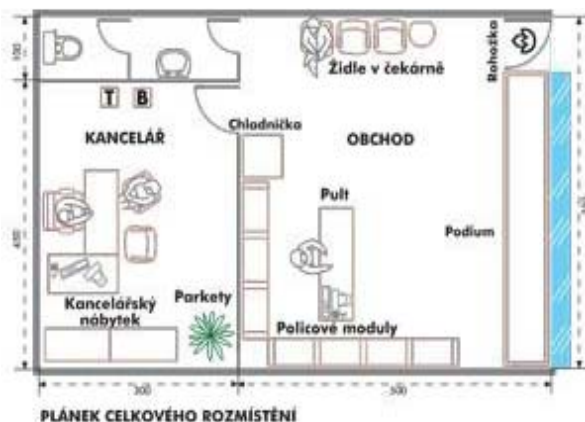 Rohožka
Židle v čekárně
T B
KANCELÁŘ
Chladnička
OBCHOD
Pult
Podium
Kancelářský
nábytek
Parkety
Policové moduly
300
500
PLÁNEK CELKOVÉHO ROZMÍSTĚNÍ